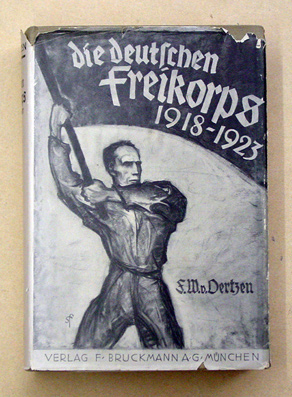 die deutschen
Freikorps
1918-1923
F.W.v.Oertzen
VERLAG F. BRUCKMANN A.G. MÜNCHEN